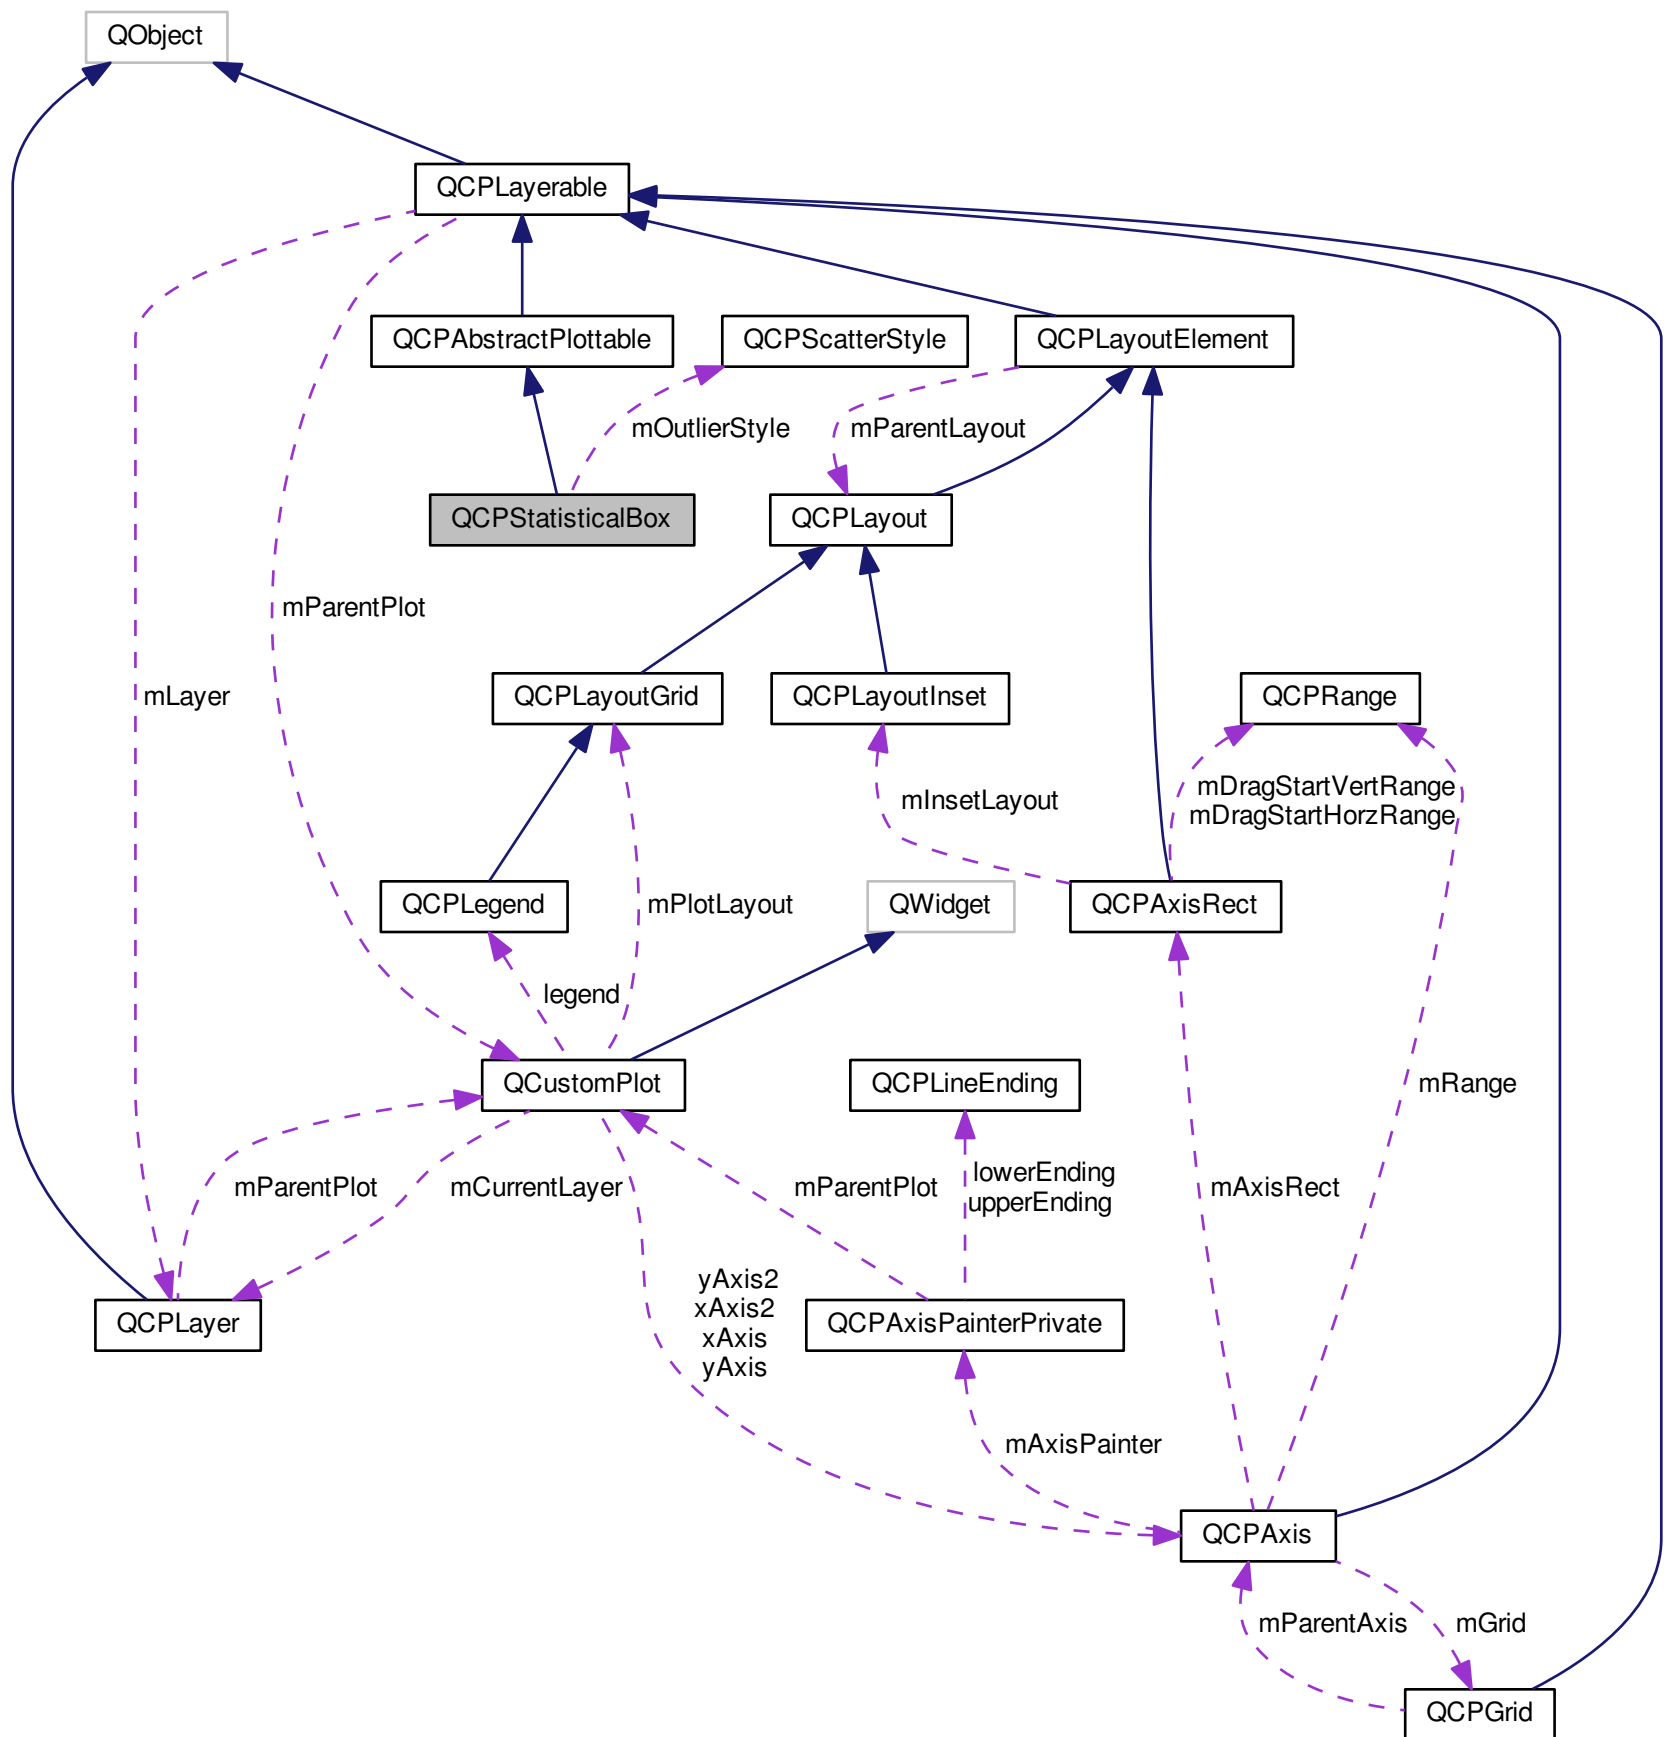 QObject
QCPLayerable
QCPAbstractPlottable
QCPScatterStyle
QCPLayoutElement
mOutlierStyle
mParentLayout
QCPStatisticalBox
QCPLayout
mParentPlot
mLayer
QCPLayoutGrid
QCPLayoutInset
QCPRange
mInsetLayout
mDragStartVertRange
mDragStartHorzRange
QCPLegend
mPlotLayout
QWidget
QCPAxisRect
legend
QCustomPlot
QCPLineEnding
mRange
mParentPlot
mCurrentLayer
mParentPlot
lowerEnding
upperEnding
mAxisRect
yAxis2
xAxis2
xAxis
yAxis
QCPLayer
QCPAxisPainterPrivate
mAxisPainter
QCPAxis
mParentAxis
mGrid
QCPGrid